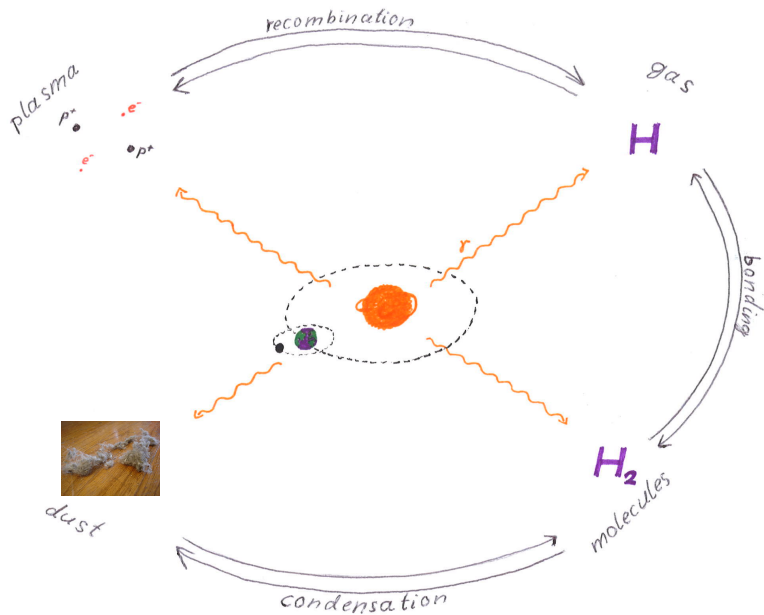 recombination
plasma
gas
p+
e-
H
e-
p+
r
bonding
H2
dust
molecules
condensation